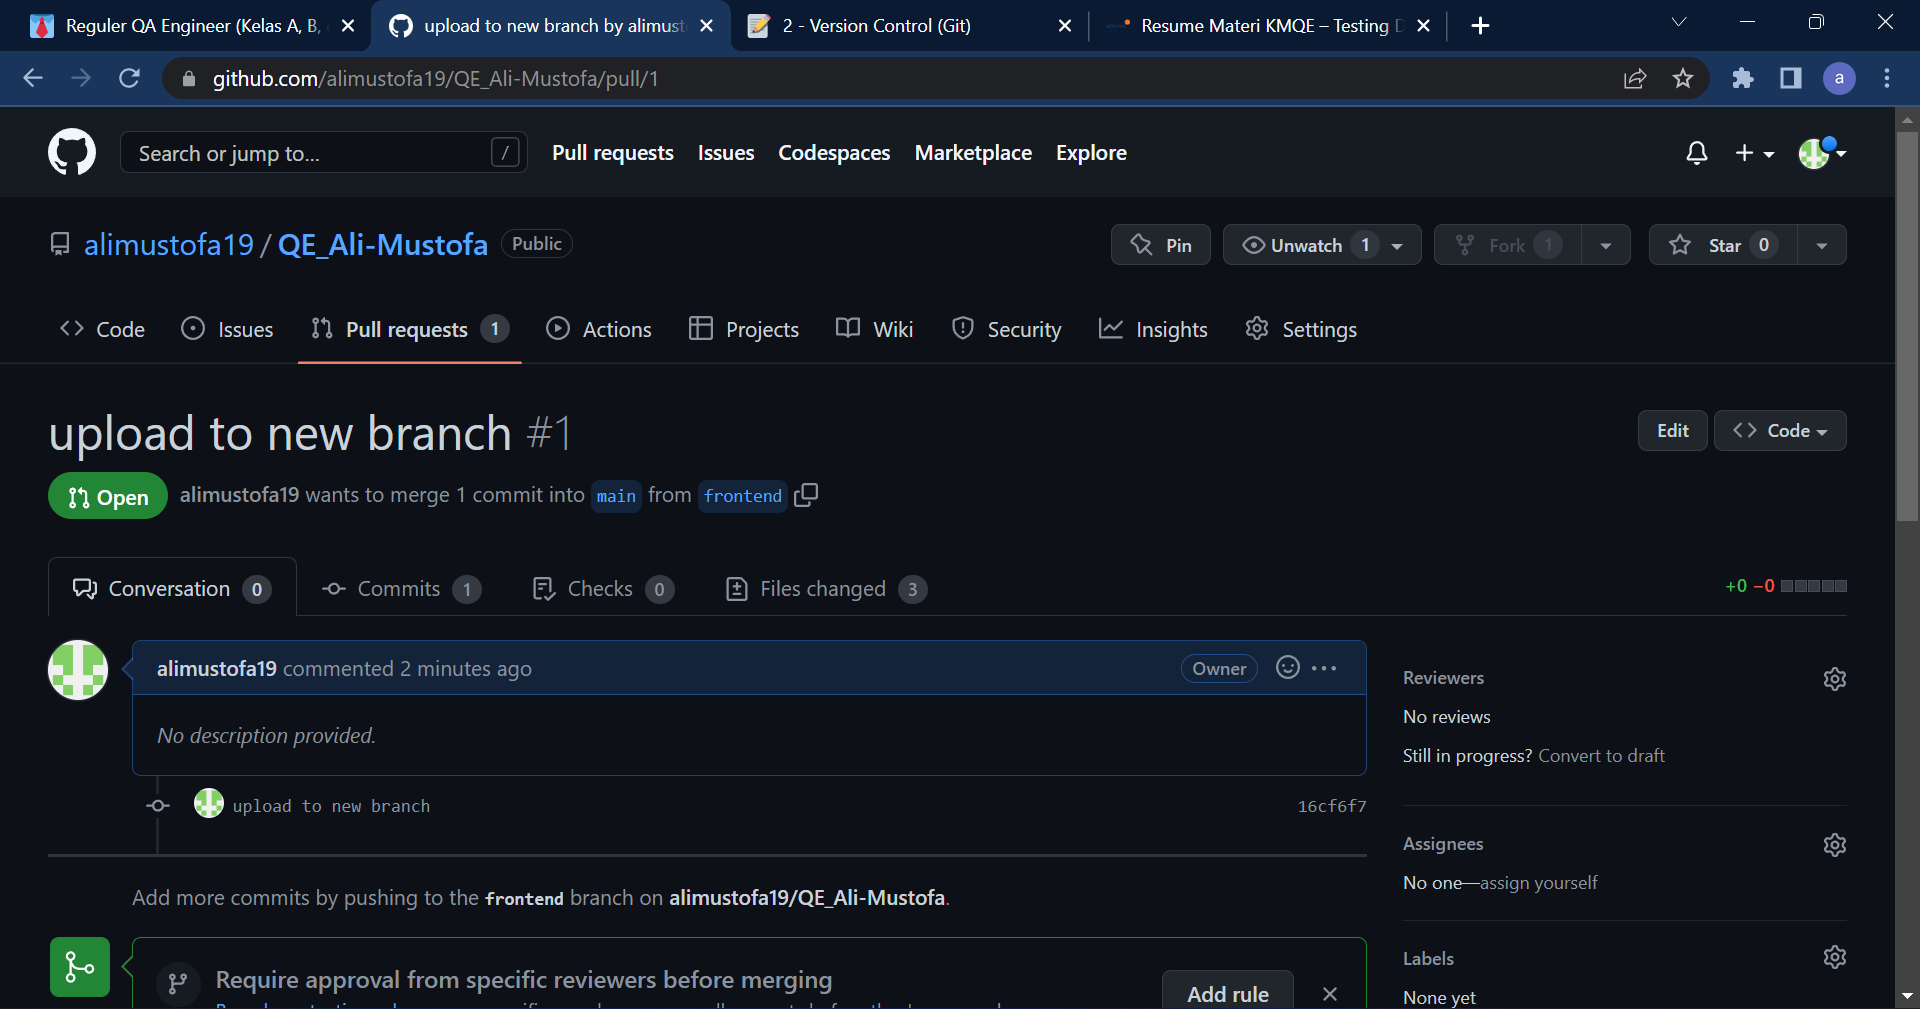 Reguler QA Engineer (Kelas A, B,
upload to new branch by alimust
2 - Version Control (Git)
Resume Materi KMQE – Testing D
github.com/alimustofa19/QE_Ali-Mustofa/pull/1
a
Search or jump to...
/
Pull requests
Issues
Codespaces
Marketplace
Explore
alimustofa19 / QE_Ali-Mustofa
Public
Pin
Unwatch 1
Fork 1
Star 0
Code
Issues
Pull requests 1
Actions
Projects
Wiki
Security
Insights
Settings
upload to new branch #1
Edit
Code
Open
alimustofa19 wants to merge 1 commit into main from frontend
Conversation 0
Commits 1
Checks 0
Files changed 3
+0 −0
alimustofa19 commented 2 minutes ago
Owner
No description provided.
upload to new branch
16cf6f7
Add more commits by pushing to the frontend branch on alimustofa19/QE_Ali-Mustofa.
Require approval from specific reviewers before merging
Add rule
Reviewers
No reviews
Still in progress? Convert to draft
Assignees
No one—assign yourself
Labels
None yet